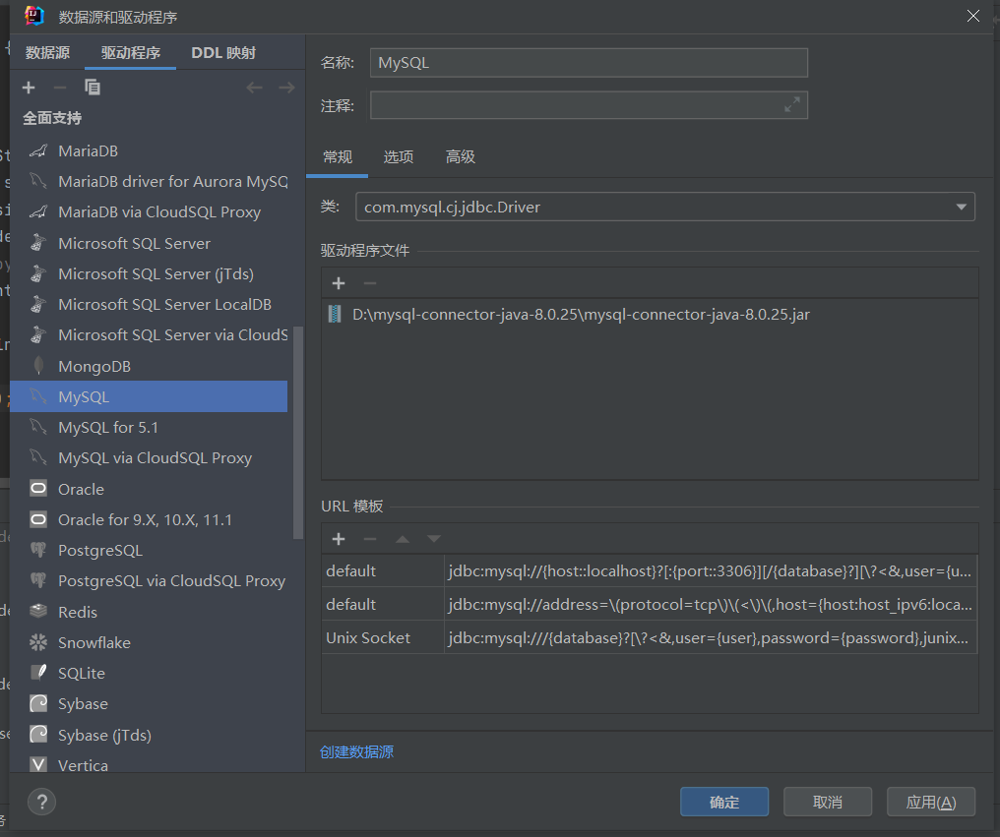 数据源和驱动程序
数据源 驱动程序 DDL 映射
全面支持
MariaDB
MariaDB driver for Aurora MySQ
MariaDB via CloudSQL Proxy
Microsoft SQL Server
Microsoft SQL Server (jTds)
Microsoft SQL Server LocalDB
Microsoft SQL Server via CloudS
MongoDB
MySQL
MySQL for 5.1
MySQL via CloudSQL Proxy
Oracle
Oracle for 9.X, 10.X, 11.1
PostgreSQL
PostgreSQL via CloudSQL Proxy
Redis
Snowflake
SQLite
Sybase
Sybase (jTds)
Vertica
名称: MySQL
注释:
常规 选项 高级
类: com.mysql.cj.jdbc.Driver
驱动程序文件
D:\mysql-connector-java-8.0.25\mysql-connector-java-8.0.25.jar
URL 模板
default jdbc:mysql://{host::localhost}?[:{port::3306}][/{database}?][\?<&,user={u...
default jdbc:mysql://address=\(protocol=tcp\)\(<\)\(,host={host:host_ipv6:loca...
Unix Socket jdbc:mysql:///{database}?[\?<&,user={user},password={password},junix...
创建数据源
? 确定 取消 应用(A)